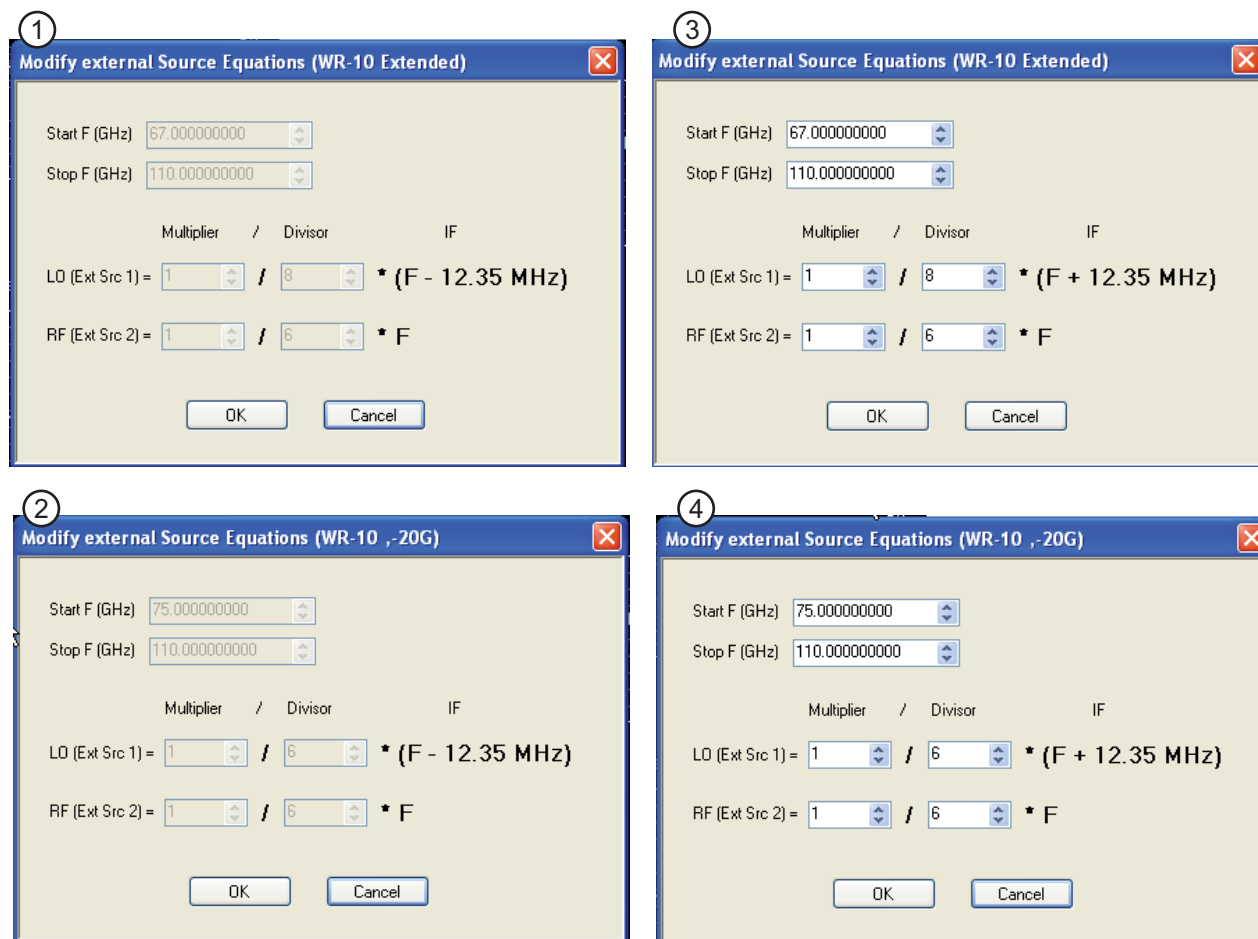 1
Modify external Source Equations (WR-10 Extended)
Start F (GHz) 67.000000000
Stop F (GHz) 110.000000000
Multiplier / Divisor IF
LO (Ext Src 1) = 1 / 8 * (F - 12.35 MHz)
RF (Ext Src 2) = 1 / 6 * F
OK Cancel
2
Modify external Source Equations (WR-10 ,-20G)
Start F (GHz) 75.000000000
Stop F (GHz) 110.000000000
Multiplier / Divisor IF
LO (Ext Src 1) = 1 / 6 * (F - 12.35 MHz)
RF (Ext Src 2) = 1 / 6 * F
OK Cancel
3
Modify external Source Equations (WR-10 Extended)
Start F (GHz) 67.000000000
Stop F (GHz) 110.000000000
Multiplier / Divisor IF
LO (Ext Src 1) = 1 / 8 * (F + 12.35 MHz)
RF (Ext Src 2) = 1 / 6 * F
OK Cancel
4
Modify external Source Equations (WR-10 ,-20G)
Start F (GHz) 75.000000000
Stop F (GHz) 110.000000000
Multiplier / Divisor IF
LO (Ext Src 1) = 1 / 6 * (F + 12.35 MHz)
RF (Ext Src 2) = 1 / 6 * F
OK Cancel